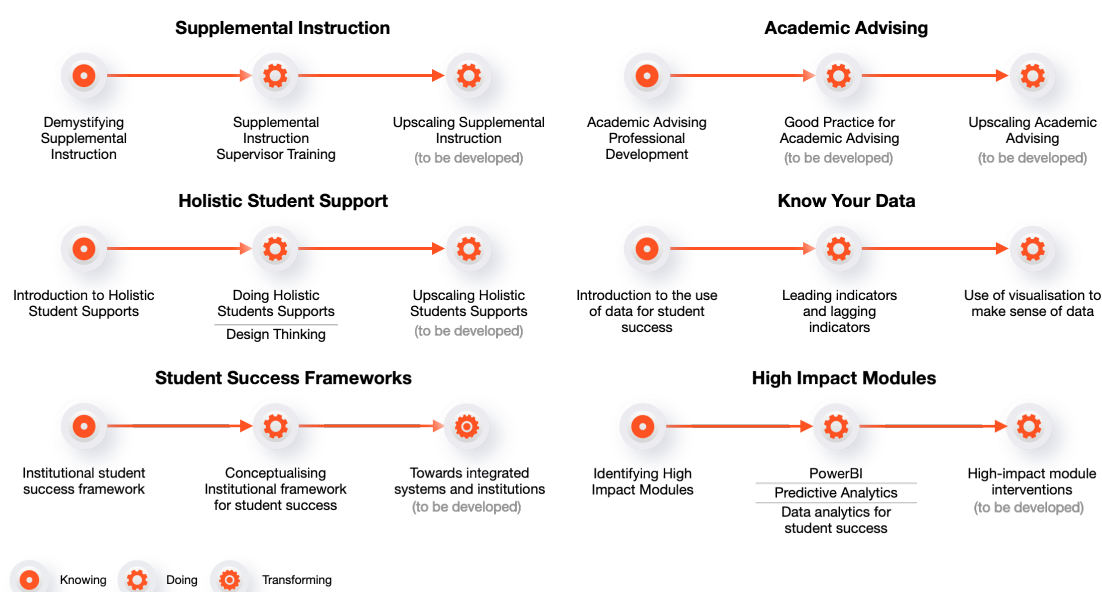 Supplemental Instruction
Demystifying
Supplemental
Instruction
Supplemental
Instruction
Supervisor Training
Upscaling Supplemental
Instruction
(to be developed)
Academic Advising
Academic Advising
Professional
Development
Good Practice for
Academic Advising
(to be developed)
Upscaling Academic
Advising
(to be developed)
Holistic Student Support
Introduction to Holistic
Student Supports
Doing Holistic
Students Supports
Design Thinking
Upscaling Holistic
Students Supports
(to be developed)
Know Your Data
Introduction to the use
of data for student
success
Leading indicators
and lagging
indicators
Use of visualisation to
make sense of data
Student Success Frameworks
Institutional student
success framework
Conceptualising
Institutional framework
for student success
Towards integrated
systems and institutions
(to be developed)
High Impact Modules
Identifying High
Impact Modules
PowerBI
Predictive Analytics
Data analytics for
student success
High-impact module
interventions
(to be developed)
Knowing
Doing
Transforming